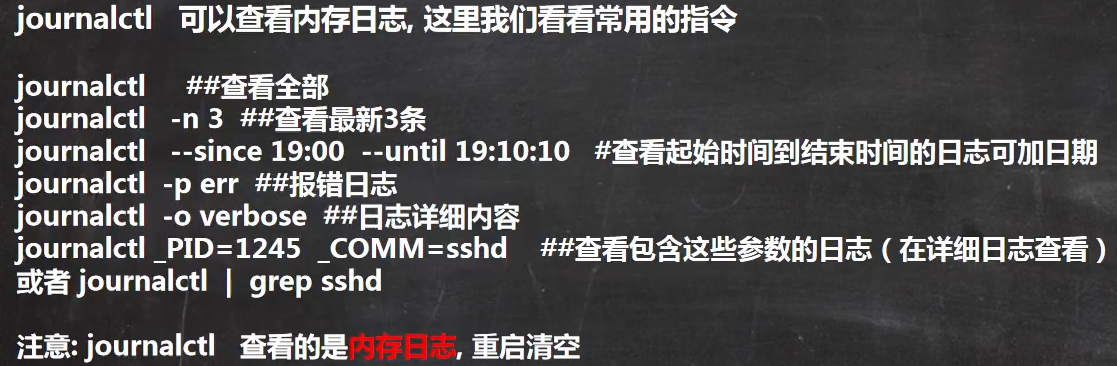 journalctl 可以查看内存日志, 这里我们看看常用的指令
journalctl ##查看全部
journalctl -n 3 ##查看最新3条
journalctl --since 19:00 --until 19:10:10 #查看起始时间到结束时间的日志可加日期
journalctl -p err ##报错日志
journalctl -o verbose ##日志详细内容
journalctl _PID=1245 _COMM=sshd ##查看包含这些参数的日志（在详细日志查看）
或者 journalctl | grep sshd
注意: journalctl 查看的是内存日志, 重启清空